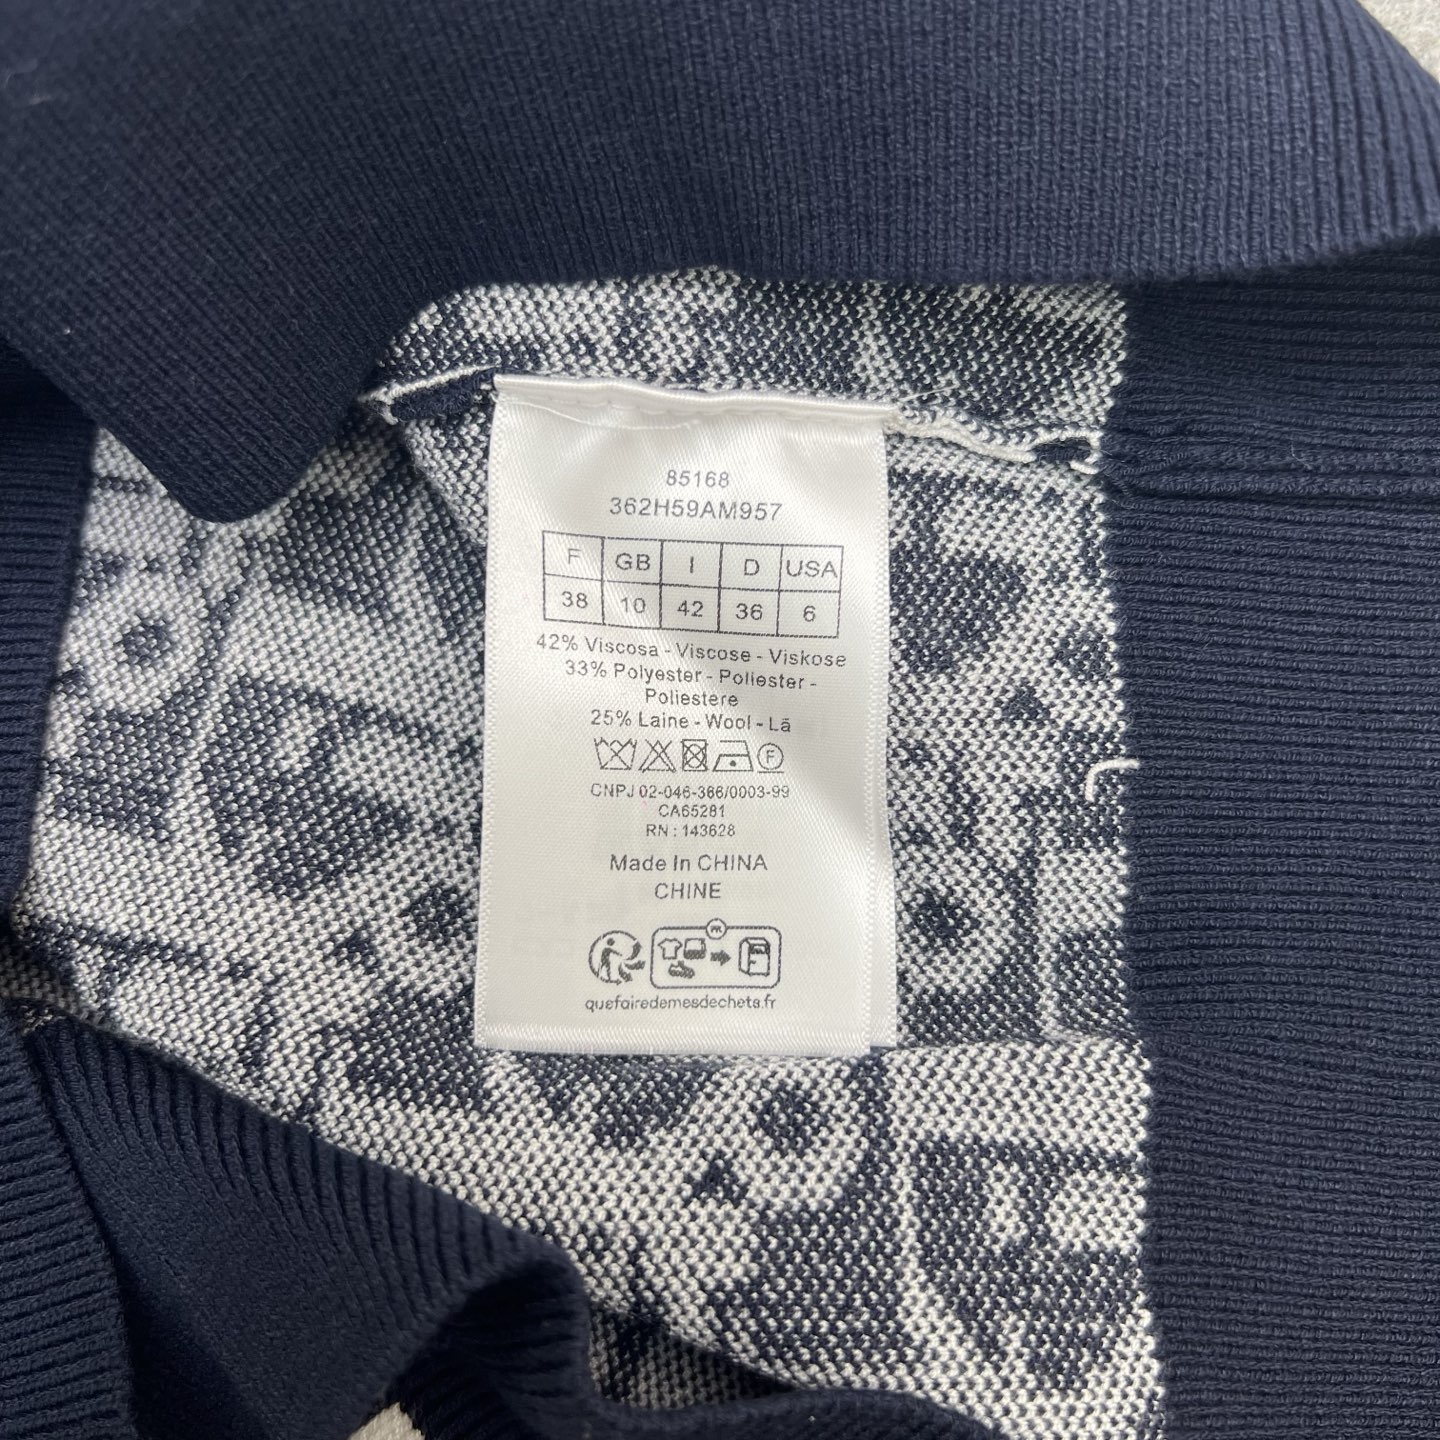 85168
362H59AM957
F GB I D USA
38 10 42 36 6
42% Viscosa - Viscose - Viskose
33% Polyester - Poliester -
Poliestere
25% Laine - Wool - Lã
F
CNPJ 02-046-366/0003-99
CA65281
RN : 143628
Made In CHINA
CHINE
FR
quefairedemesdechets.fr